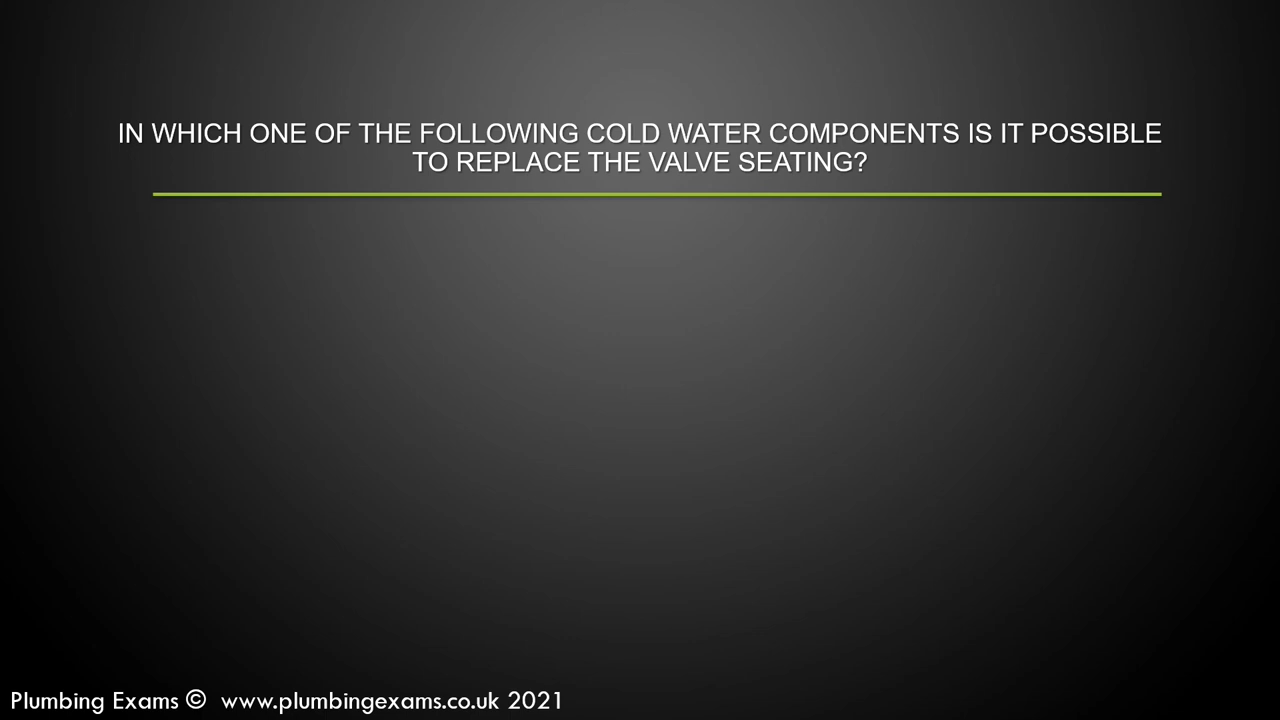 IN WHICH ONE OF THE FOLLOWING COLD WATER COMPONENTS IS IT POSSIBLE
TO REPLACE THE VALVE SEATING?
Plumbing Exams © www.plumbingexams.co.uk 2021